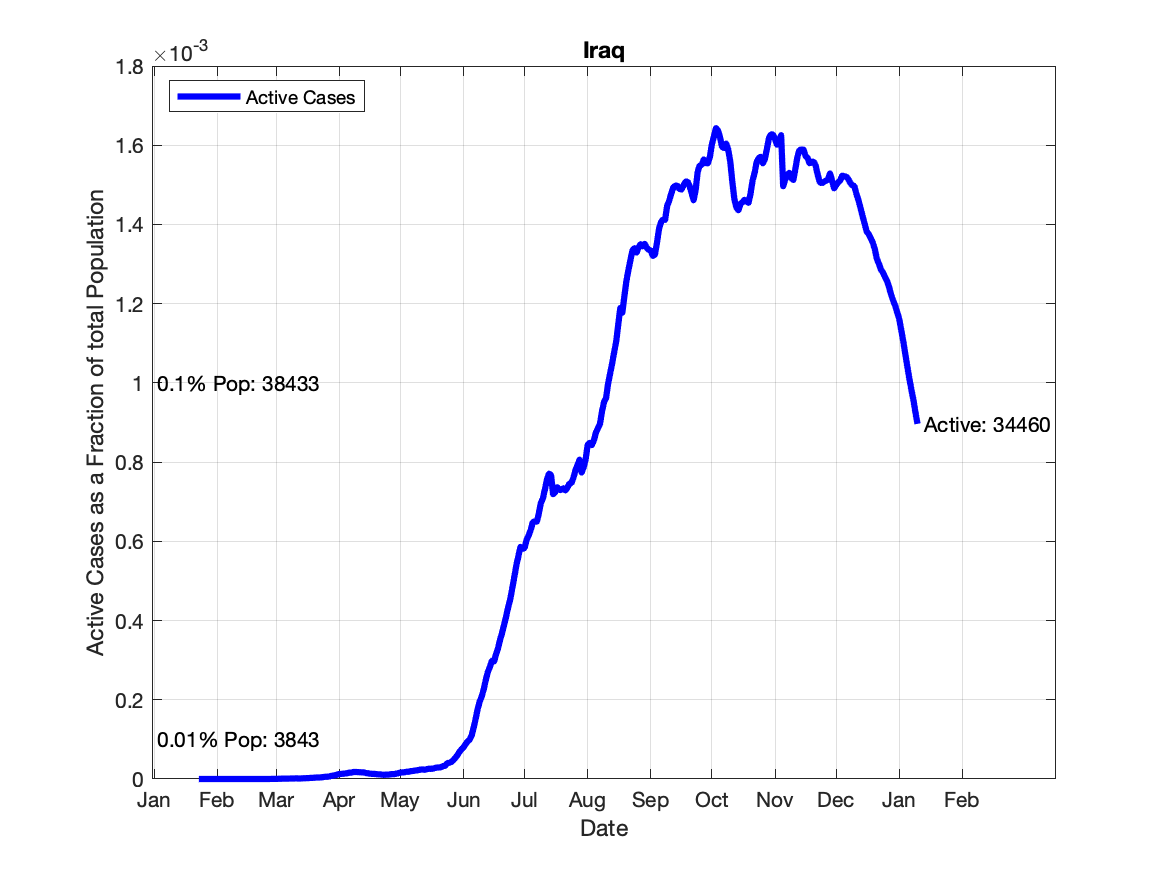 Iraq
×10-3
Active Cases
1.8
1.6
1.4
1.2
1
0.8
0.6
0.4
0.2
0
Active Cases as a Fraction of total Population
0.1% Pop: 38433
Active: 34460
0.01% Pop: 3843
Jan Feb Mar Apr May Jun Jul Aug Sep Oct Nov Dec Jan Feb
Date